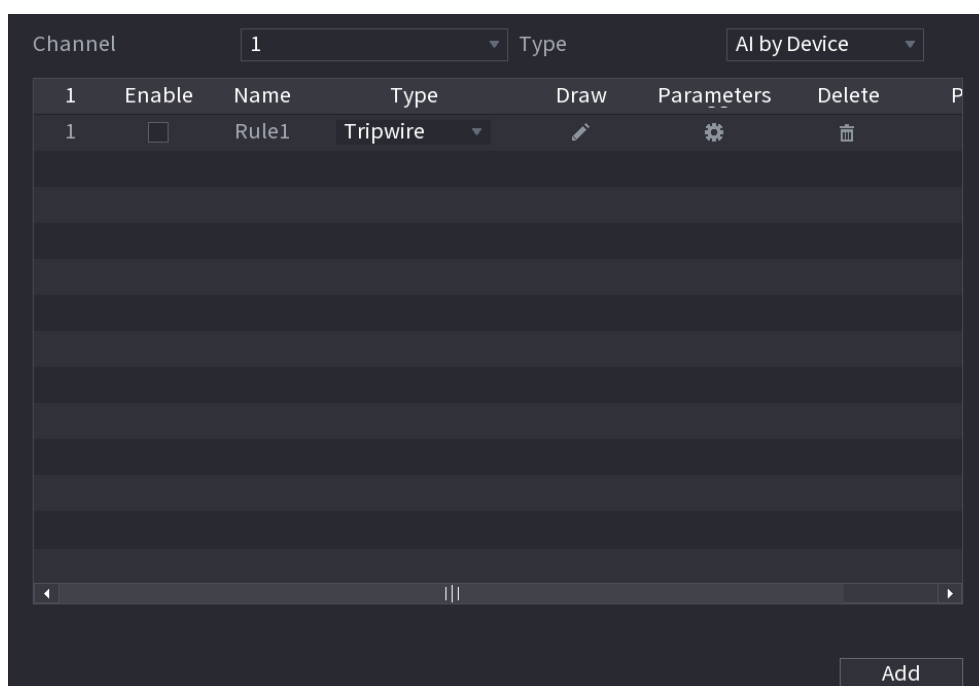 Channel 1 Type AI by Device
1 Enable Name Type Draw Parameters Delete P
1 Rule1 Tripwire
Add